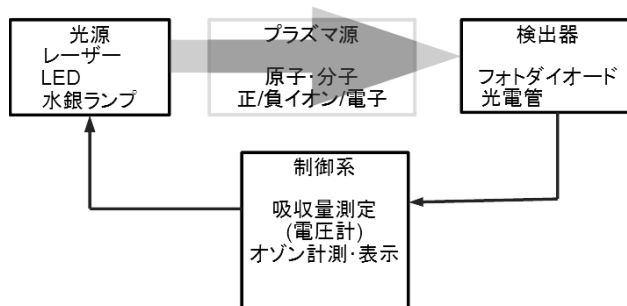 光源
レーザー
LED
水銀ランプ
プラズマ源
原子・分子
正/負イオン/電子
検出器
フォトダイオード
光電管
制御系
吸収量測定
(電圧計)
オゾン計測・表示